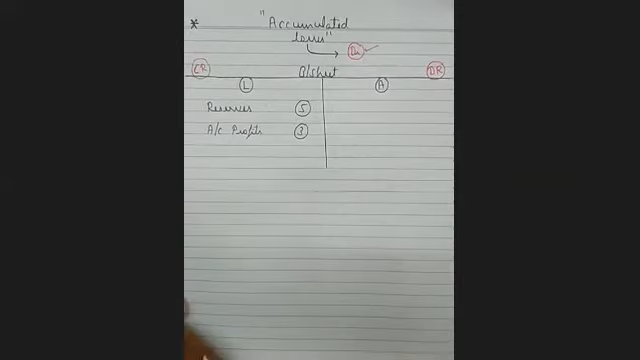 * "Accumulated
losses"
Dr ✓
CR B/Sheet DR
L A
Reserves 5
A/c Profits 3